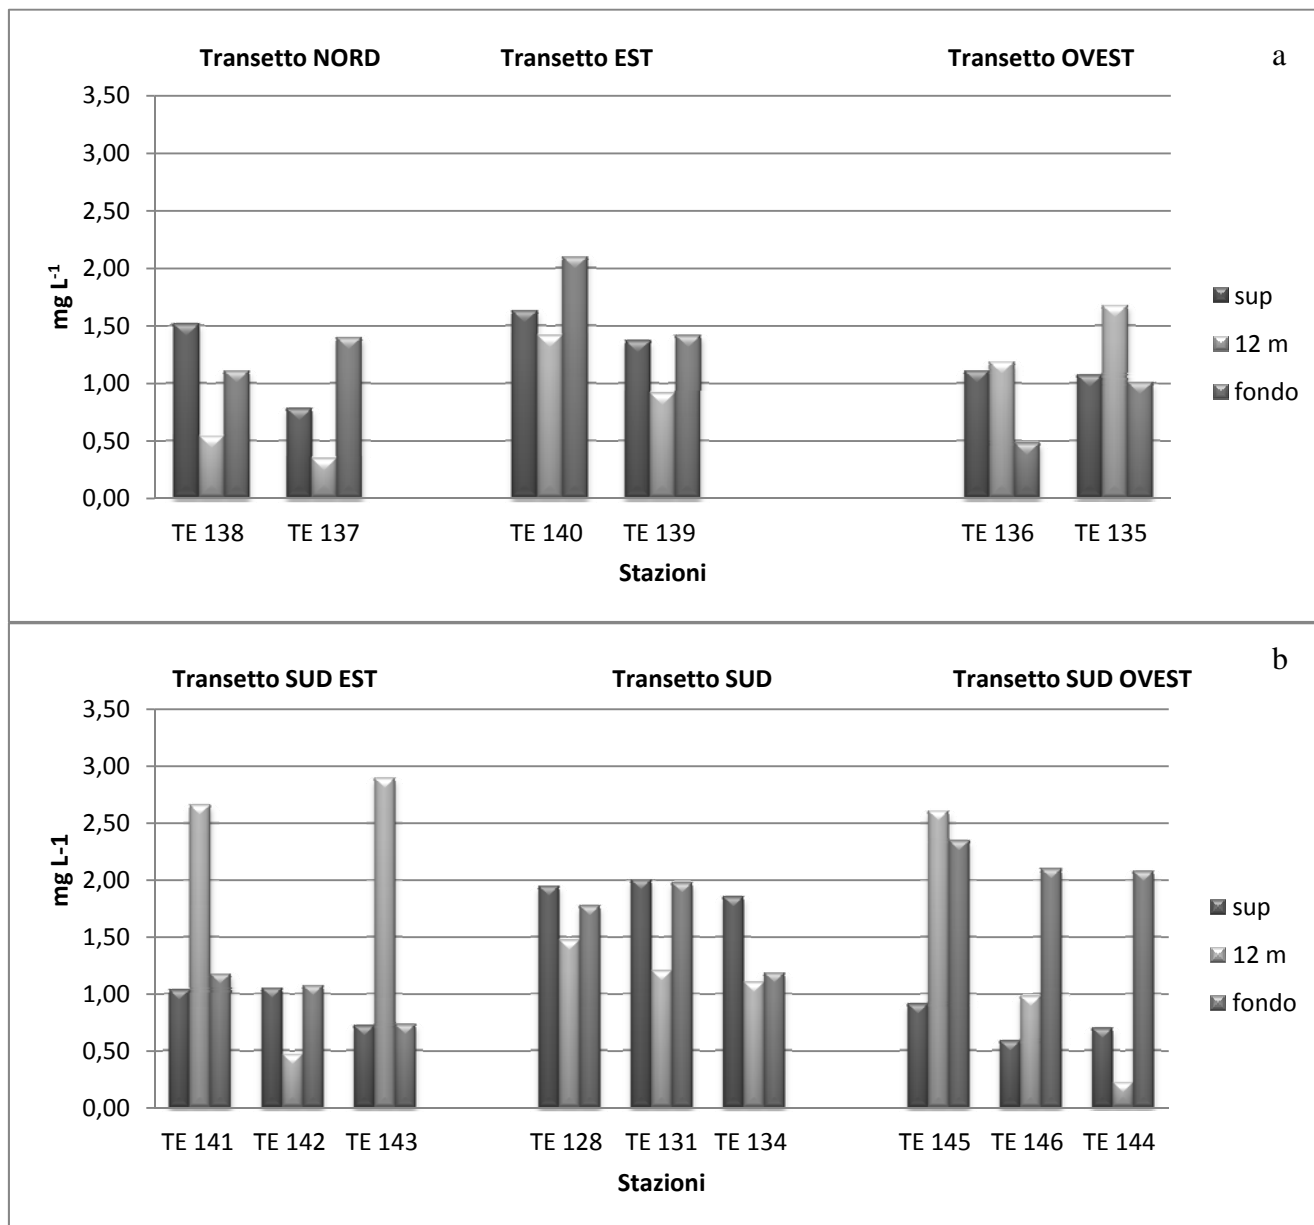 a
Transetto NORD Transetto EST Transetto OVEST
3,50
3,00
2,50
2,00
1,50
1,00
0,50
0,00
mg L-1
sup
12 m
fondo
TE 138 TE 137 TE 140 TE 139 TE 136 TE 135
Stazioni
b
Transetto SUD EST Transetto SUD Transetto SUD OVEST
3,50
3,00
2,50
2,00
1,50
1,00
0,50
0,00
mg L-1
sup
12 m
fondo
TE 141 TE 142 TE 143 TE 128 TE 131 TE 134 TE 145 TE 146 TE 144
Stazioni